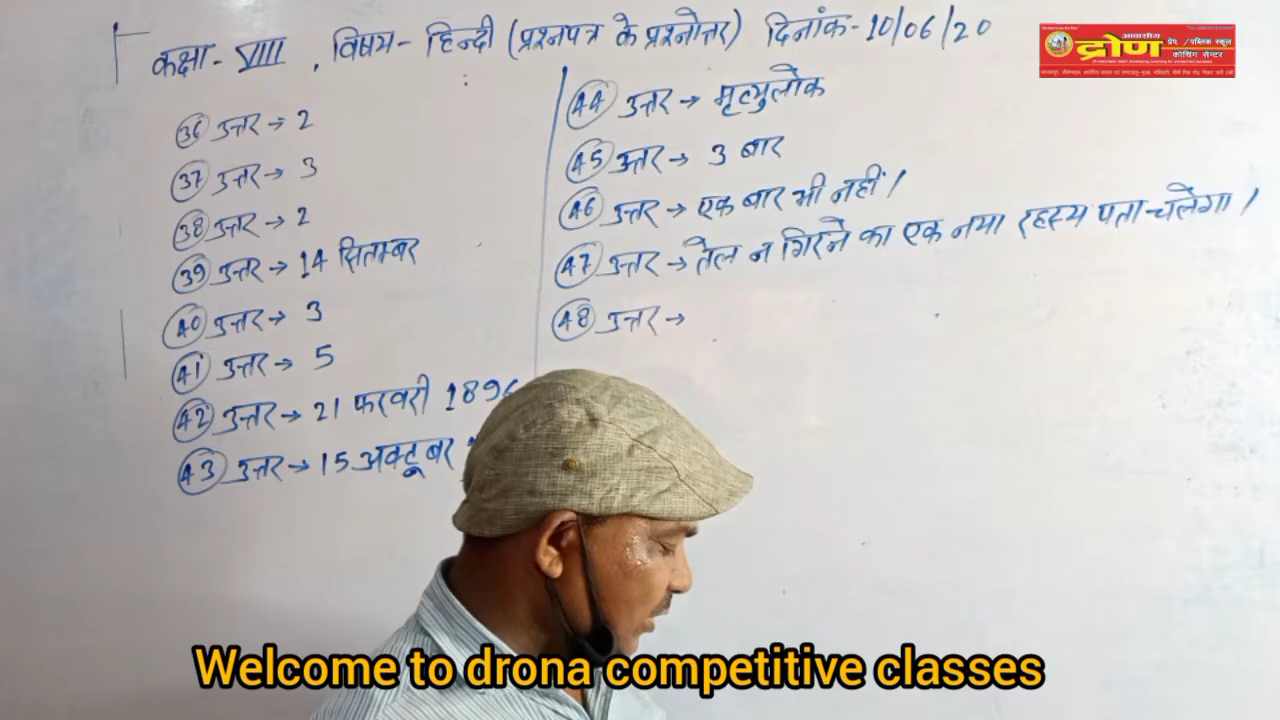 कक्षा- VIII , विषय- हिन्दी (प्रश्नपत्र के प्रश्नोत्तर) दिनांक- 10/06/20
आवासीय
द्रोण प्रेप. / पब्लिक स्कूल
कोचिंग सेन्टर
36 उत्तर → 2
37 उत्तर → 3
38 उत्तर → 2
39 उत्तर → 14 सितम्बर
40 उत्तर → 3
41 उत्तर → 5
42 उत्तर → 21 फरवरी 1896
43 उत्तर → 15 अक्टूबर
44 उत्तर → मृत्युलोक
45 उत्तर → 3 बार
46 उत्तर → एक बार भी नहीं।
47 उत्तर → तेल न गिरने का एक नया रहस्य पता चलेगा।
48 उत्तर →
Welcome to drona competitive classes